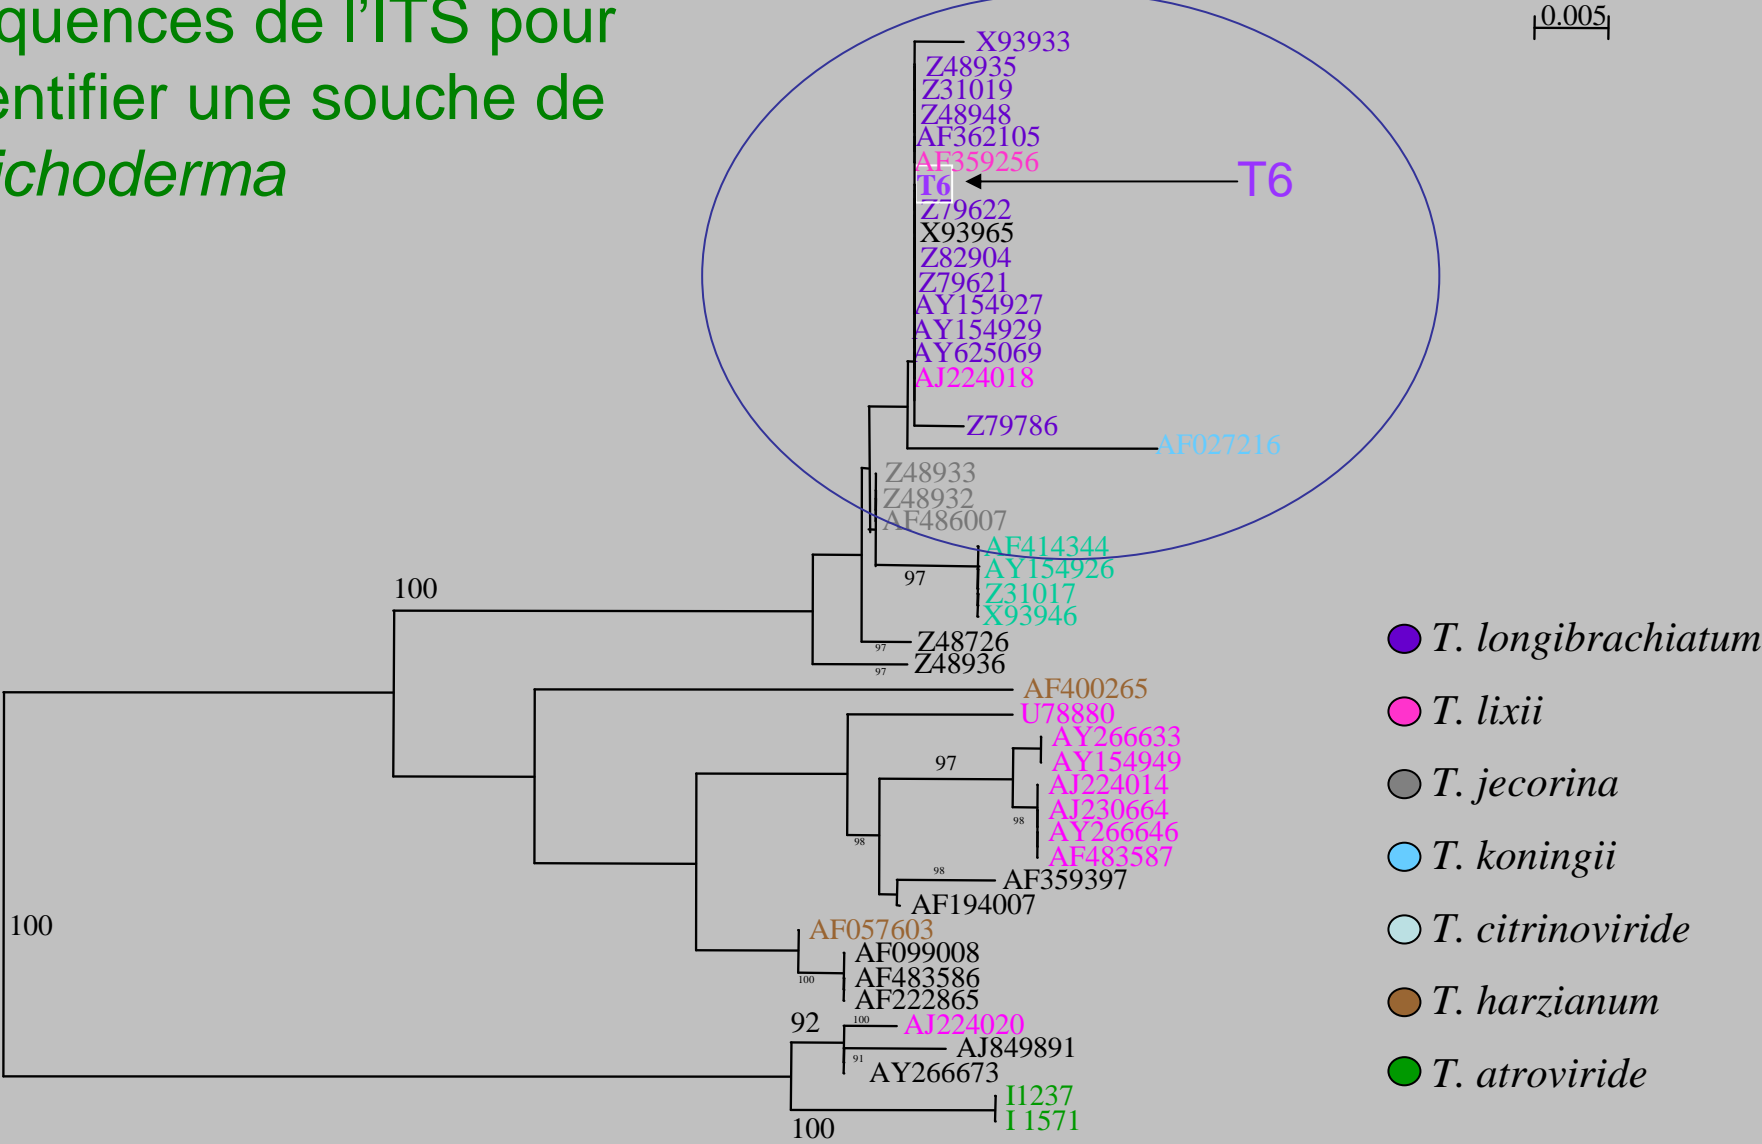 quences de l'ITS pour
entifier une souche de
ichoderma
0.005
X93933
Z48935
Z31019
Z48948
AF362105
AF359256
T6
T6
Z79622
X93965
Z82904
Z79621
AY154927
AY154929
AY625069
AJ224018
Z79786
AF027216
Z48933
Z48932
AF486007
AF414344
AY154926
97
Z31017
X93946
100
Z48726
97
Z48936
97
AF400265
U78880
AY266633
AY154949
97
AJ224014
AJ230664
98
AY266646
98
AF483587
98
AF359397
AF194007
100
AF057603
AF099008
AF483586
100
AF222865
92
100
AJ224020
AJ849891
91
AY266673
I1237
I 1571
100
T. longibrachiatum
T. lixii
T. jecorina
T. koningii
T. citrinoviride
T. harzianum
T. atroviride